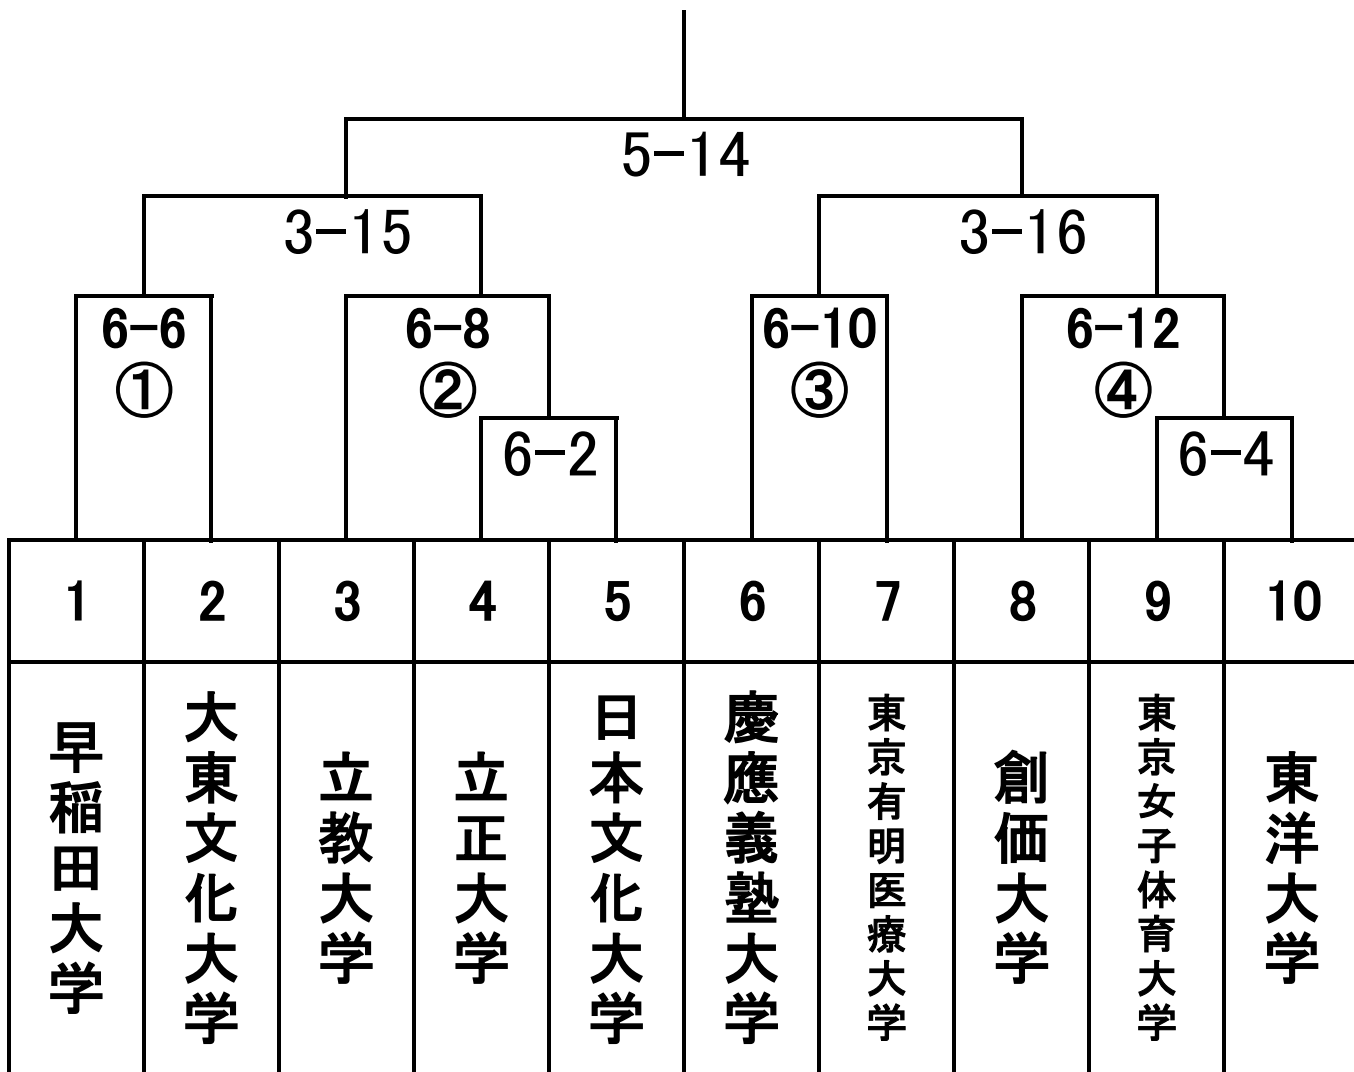 5-14
3-15
3-16
6-6
6-8
6-10
6-12
①
②
③
④
6-2
6-4
1
2
3
4
5
6
7
8
9
10
早稲田大学
大東文化大学
立教大学
立正大学
日本文化大学
慶應義塾大学
東京有明医療大学
創価大学
東京女子体育大学
東洋大学